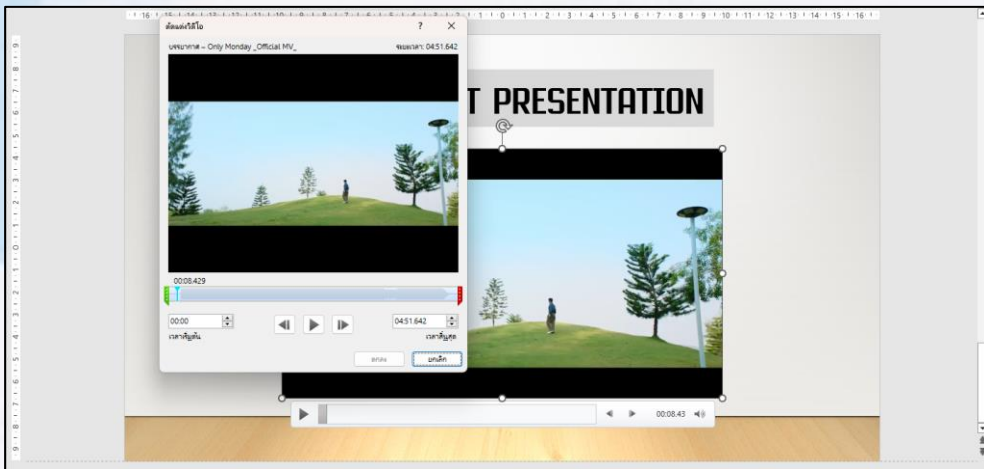 ตัดแต่งวิดีโอ ? ×
บรรยากาศ – Only Monday _Official MV_ ระยะเวลา: 04:51.642
T PRESENTATION
00:08.429
00:00 04:51.642
เวลาเริ่มต้น เวลาสิ้นสุด
ตกลง ยกเลิก
00:08.43